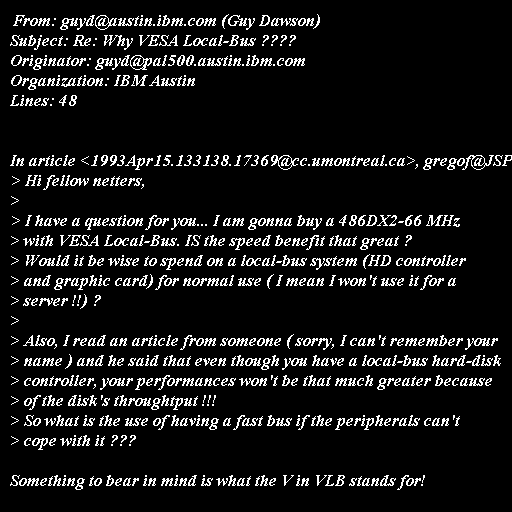 From: guyd@austin.ibm.com (Guy Dawson)
Subject: Re: Why VESA Local-Bus ????
Originator: guyd@pal500.austin.ibm.com
Organization: IBM Austin
Lines: 48
In article <1993Apr15.133138.17369@cc.umontreal.ca>, gregof@JSP
> Hi fellow netters,
>
> I have a question for you... I am gonna buy a 486DX2-66 MHz
> with VESA Local-Bus. IS the speed benefit that great ?
> Would it be wise to spend on a local-bus system (HD controller
> and graphic card) for normal use ( I mean I won't use it for a
> server !!) ?
>
> Also, I read an article from someone ( sorry, I can't remember your
> name ) and he said that even though you have a local-bus hard-disk
> controller, your performances won't be that much greater because
> of the disk's throughtput !!!
> So what is the use of having a fast bus if the peripherals can't
> cope with it ???
Something to bear in mind is what the V in VLB stands for!